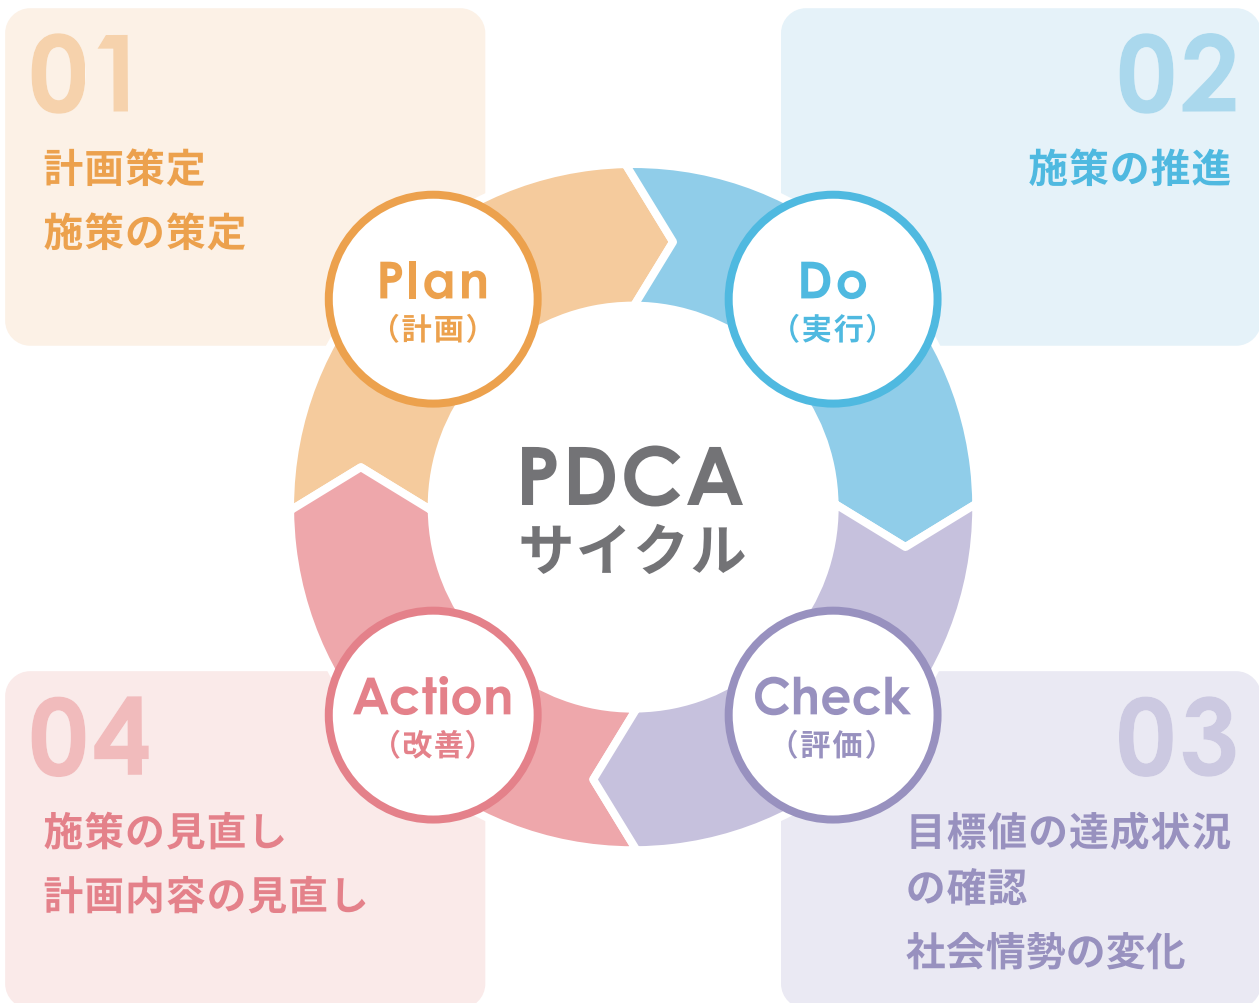 01
計画策定
施策の策定
02
施策の推進
Plan
（計画）
Do
（実行）
PDCA
サイクル
Action
（改善）
Check
（評価）
04
施策の見直し
計画内容の見直し
03
目標値の達成状況
の確認
社会情勢の変化